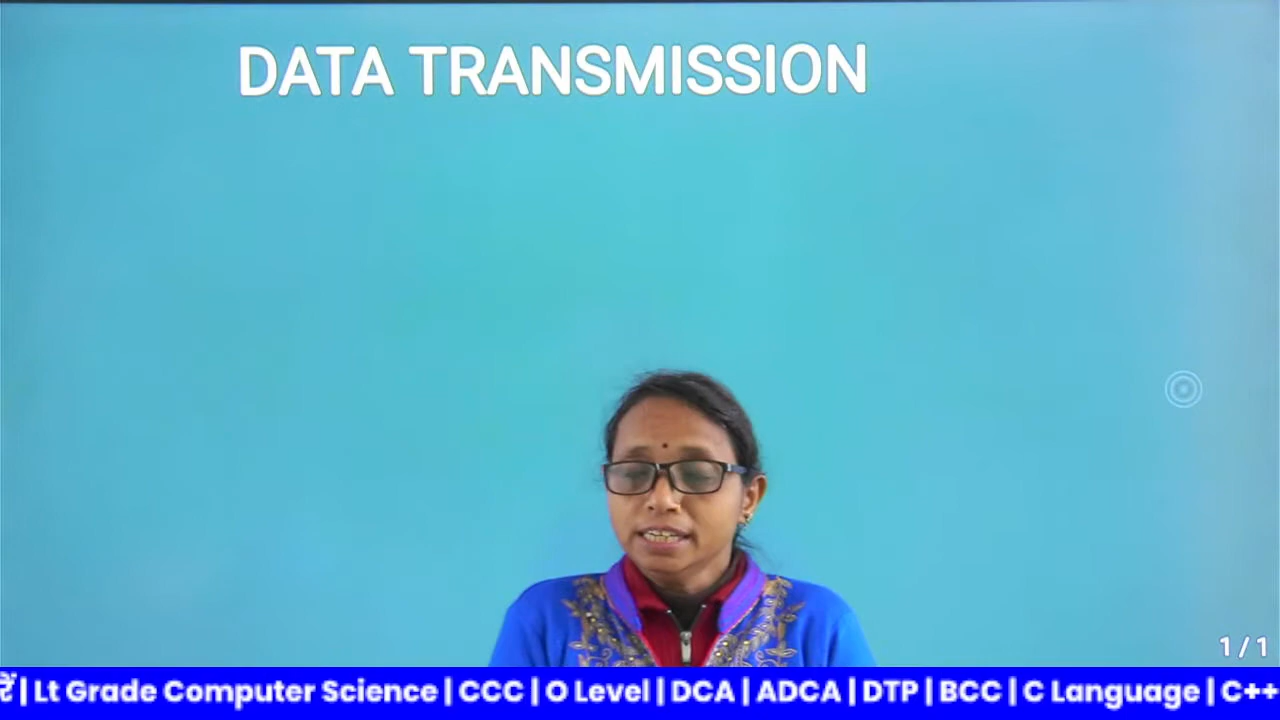 DATA TRANSMISSION
1 / 1
| Lt Grade Computer Science | CCC | O Level | DCA | ADCA | DTP | BCC | C Language | C++